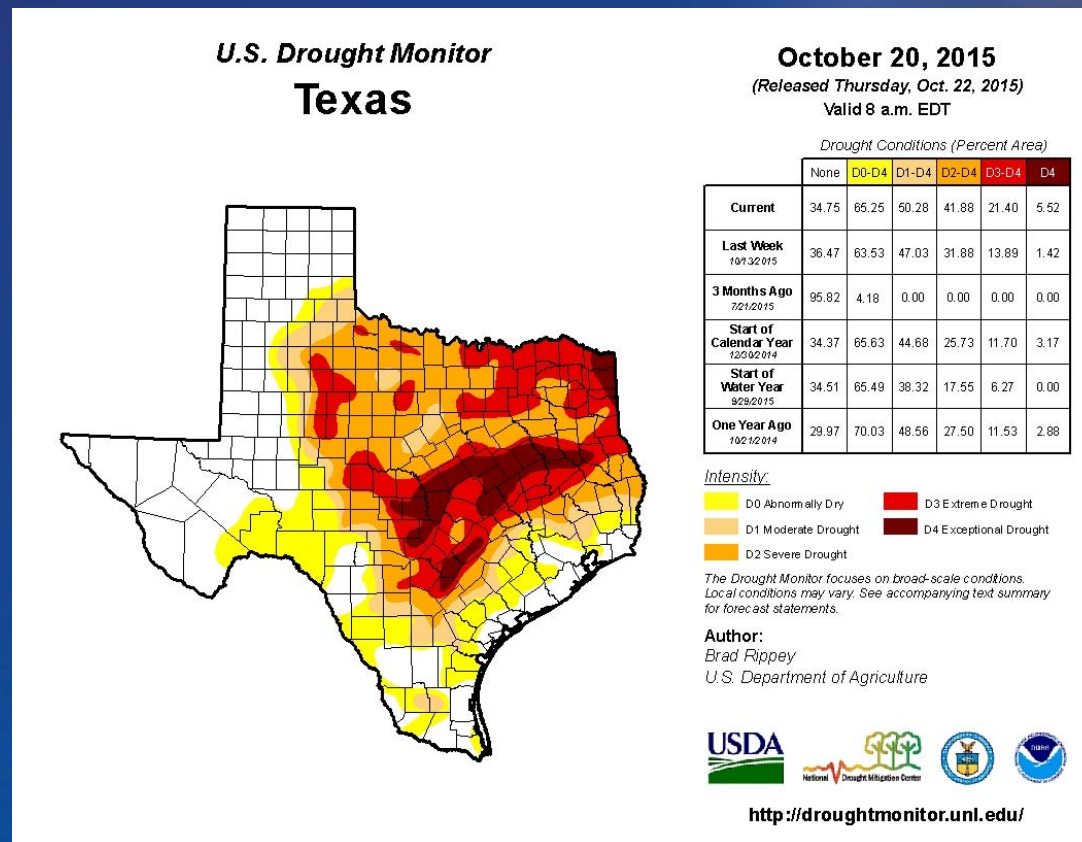 U.S. Drought Monitor
Texas
October 20, 2015
(Released Thursday, Oct. 22, 2015)
Valid 8 a.m. EDT
Drought Conditions (Percent Area)
None D0-D4 D1-D4 D2-D4 D3-D4 D4
Current 34.75 65.25 50.28 41.88 21.40 5.52
Last Week
10/13/2015 36.47 63.53 47.03 31.88 13.89 1.42
3 Months Ago
7/21/2015 95.82 4.18 0.00 0.00 0.00 0.00
Start of
Calendar Year
12/30/2014 34.37 65.63 44.68 25.73 11.70 3.17
Start of
Water Year
9/29/2015 34.51 65.49 38.32 17.55 6.27 0.00
One Year Ago
10/21/2014 29.97 70.03 48.56 27.50 11.53 2.88
Intensity:
D0 Abnormally Dry
D1 Moderate Drought
D2 Severe Drought
D3 Extreme Drought
D4 Exceptional Drought
The Drought Monitor focuses on broad-scale conditions.
Local conditions may vary. See accompanying text summary
for forecast statements.
Author:
Brad Rippey
U.S. Department of Agriculture
USDA
National Drought Mitigation Center
http://droughtmonitor.unl.edu/